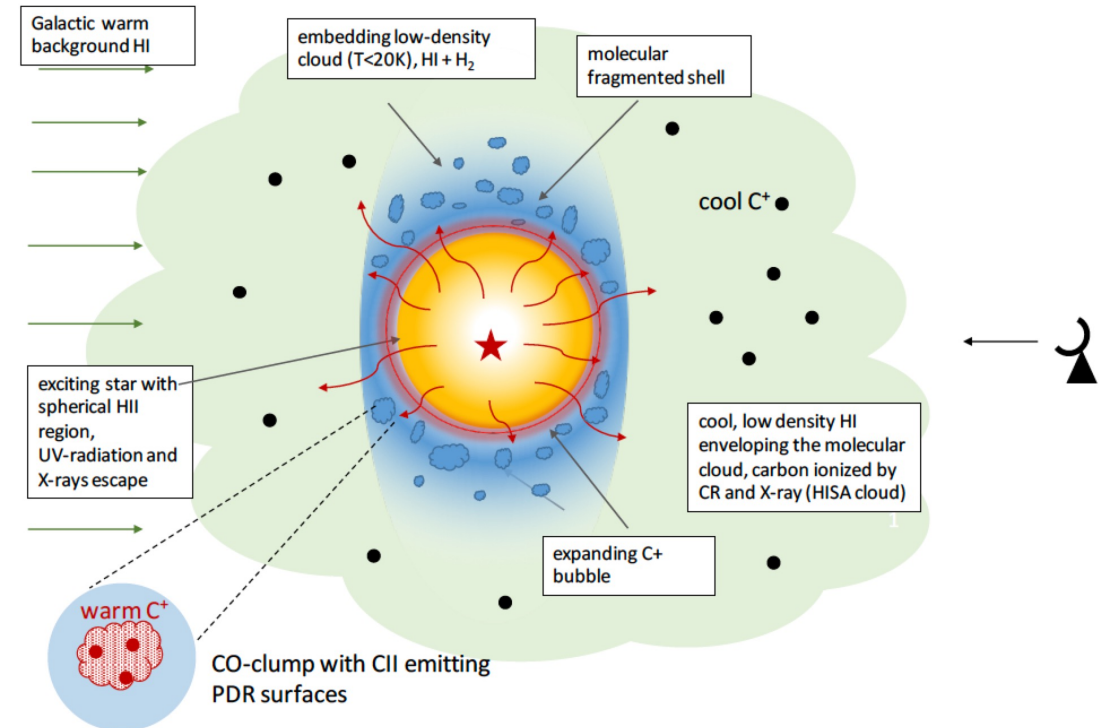 Galactic warm
background HI
embedding low-density
cloud (T<20K), HI + H₂
molecular
fragmented shell
cool C⁺
exciting star with
spherical HII
region,
UV-radiation and
X-rays escape
cool, low density HI
enveloping the molecular
cloud, carbon ionized by
CR and X-ray (HISA cloud)
1
expanding C+
bubble
warm C⁺
CO-clump with CII emitting
PDR surfaces